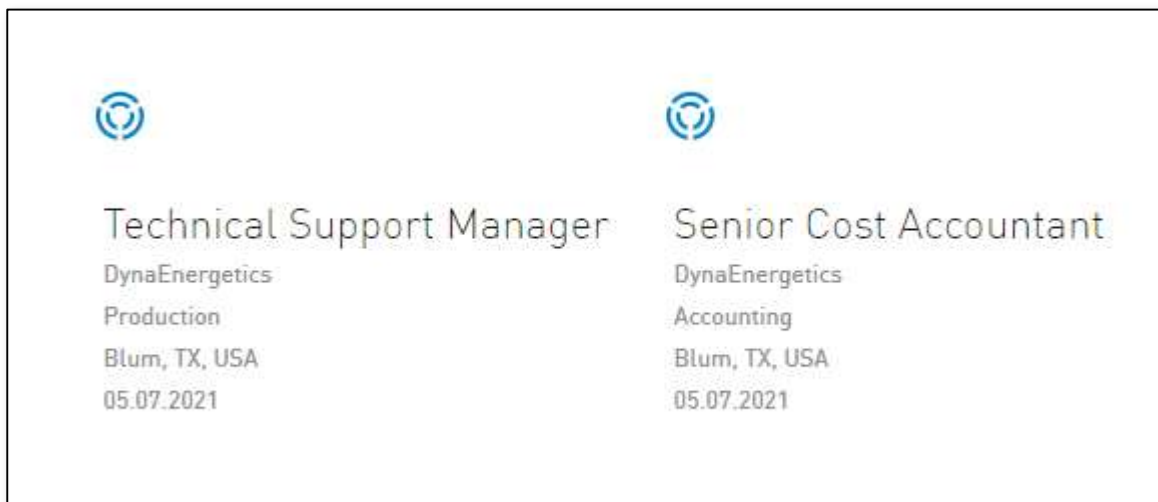 Technical Support Manager
DynaEnergetics
Production
Blum, TX, USA
05.07.2021
Senior Cost Accountant
DynaEnergetics
Accounting
Blum, TX, USA
05.07.2021